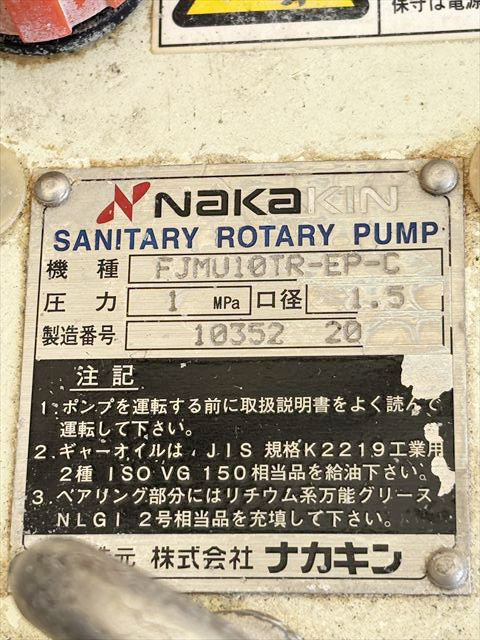 保守は電源
NAKAKIN
SANITARY ROTARY PUMP
機種 FJMU10TR-EP-C
圧力 1 MPa 口径 1.5
製造番号 10352 20
注記
1.ポンプを運転する前に取扱説明書をよく読んで
運転して下さい。
2.ギャーオイルは、JIS 規格K2219工業用
2種 ISO VG 150相当品を給油下さい。
3.ベアリング部分にはリチウム系万能グリース
NLGI 2号相当品を充填して下さい。
元 株式会社 ナカキン